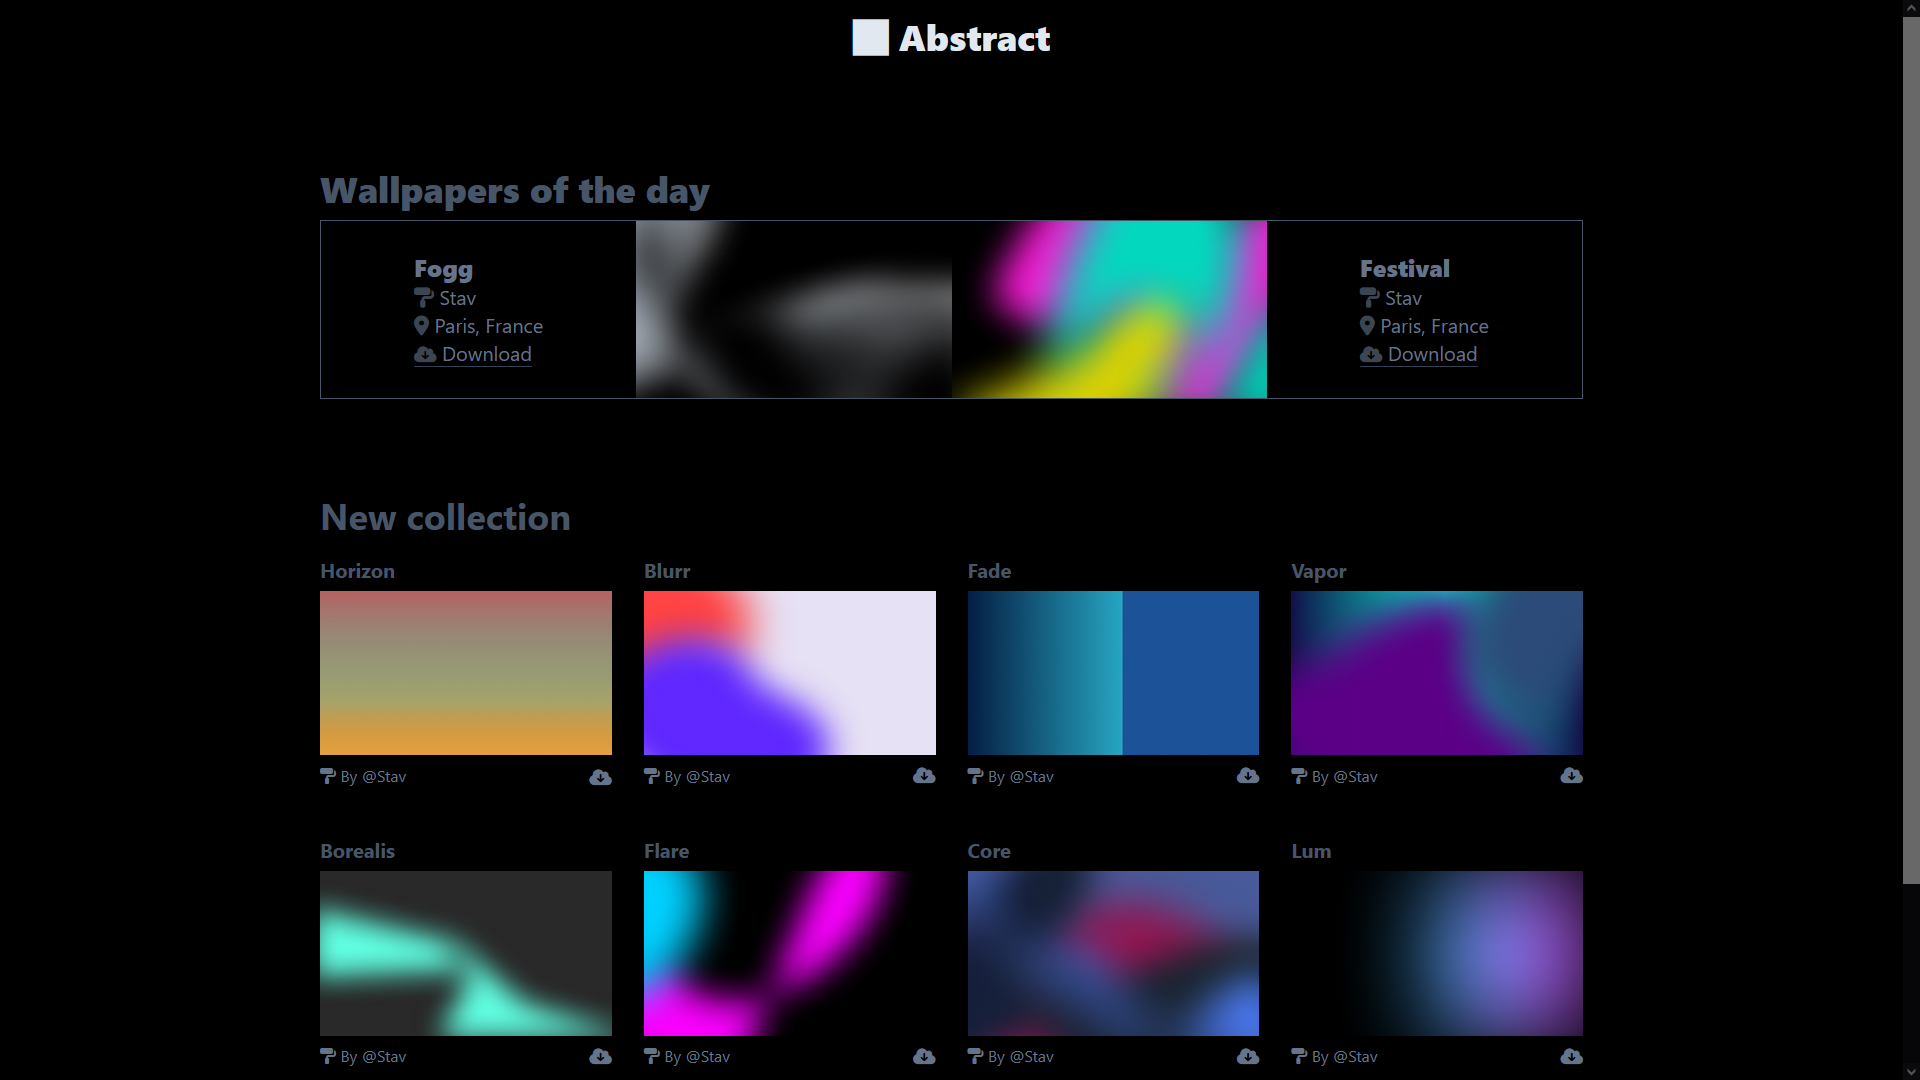 Abstract
Wallpapers of the day
Fogg
Stav
Paris, France
Download
Festival
Stav
Paris, France
Download
New collection
Horizon
Blurr
Fade
Vapor
By @Stav
By @Stav
By @Stav
By @Stav
Borealis
Flare
Core
Lum
By @Stav
By @Stav
By @Stav
By @Stav